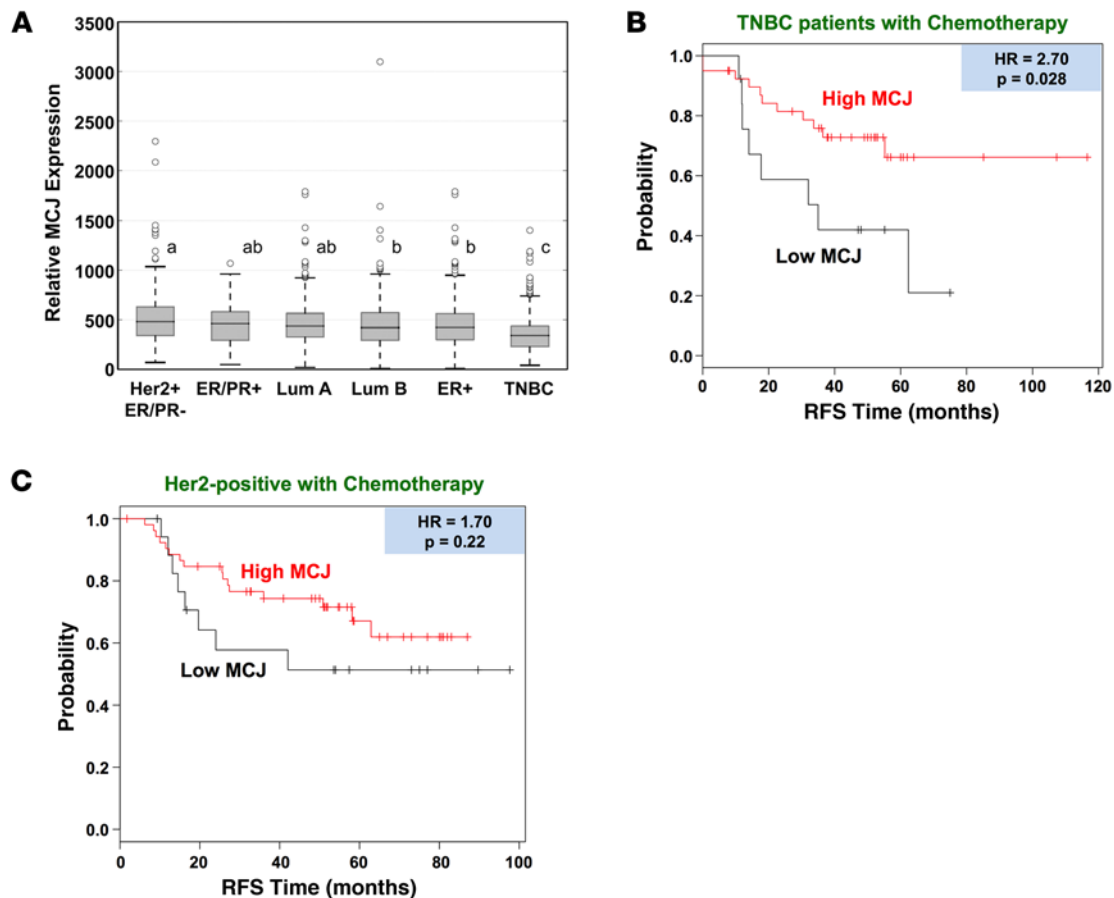 A
3500
3000
2500
2000
1500
1000
500
0
Relative MCJ Expression
a
ab
ab
b
b
c
Her2+
ER/PR-
ER/PR+
Lum A
Lum B
ER+
TNBC
B
TNBC patients with Chemotherapy
HR = 2.70
p = 0.028
High MCJ
Low MCJ
Probability
1.0
0.8
0.6
0.4
0.2
0.0
0
20
40
60
80
100
120
RFS Time (months)
C
Her2-positive with Chemotherapy
HR = 1.70
p = 0.22
High MCJ
Low MCJ
Probability
1.0
0.8
0.6
0.4
0.2
0.0
0
20
40
60
80
100
RFS Time (months)